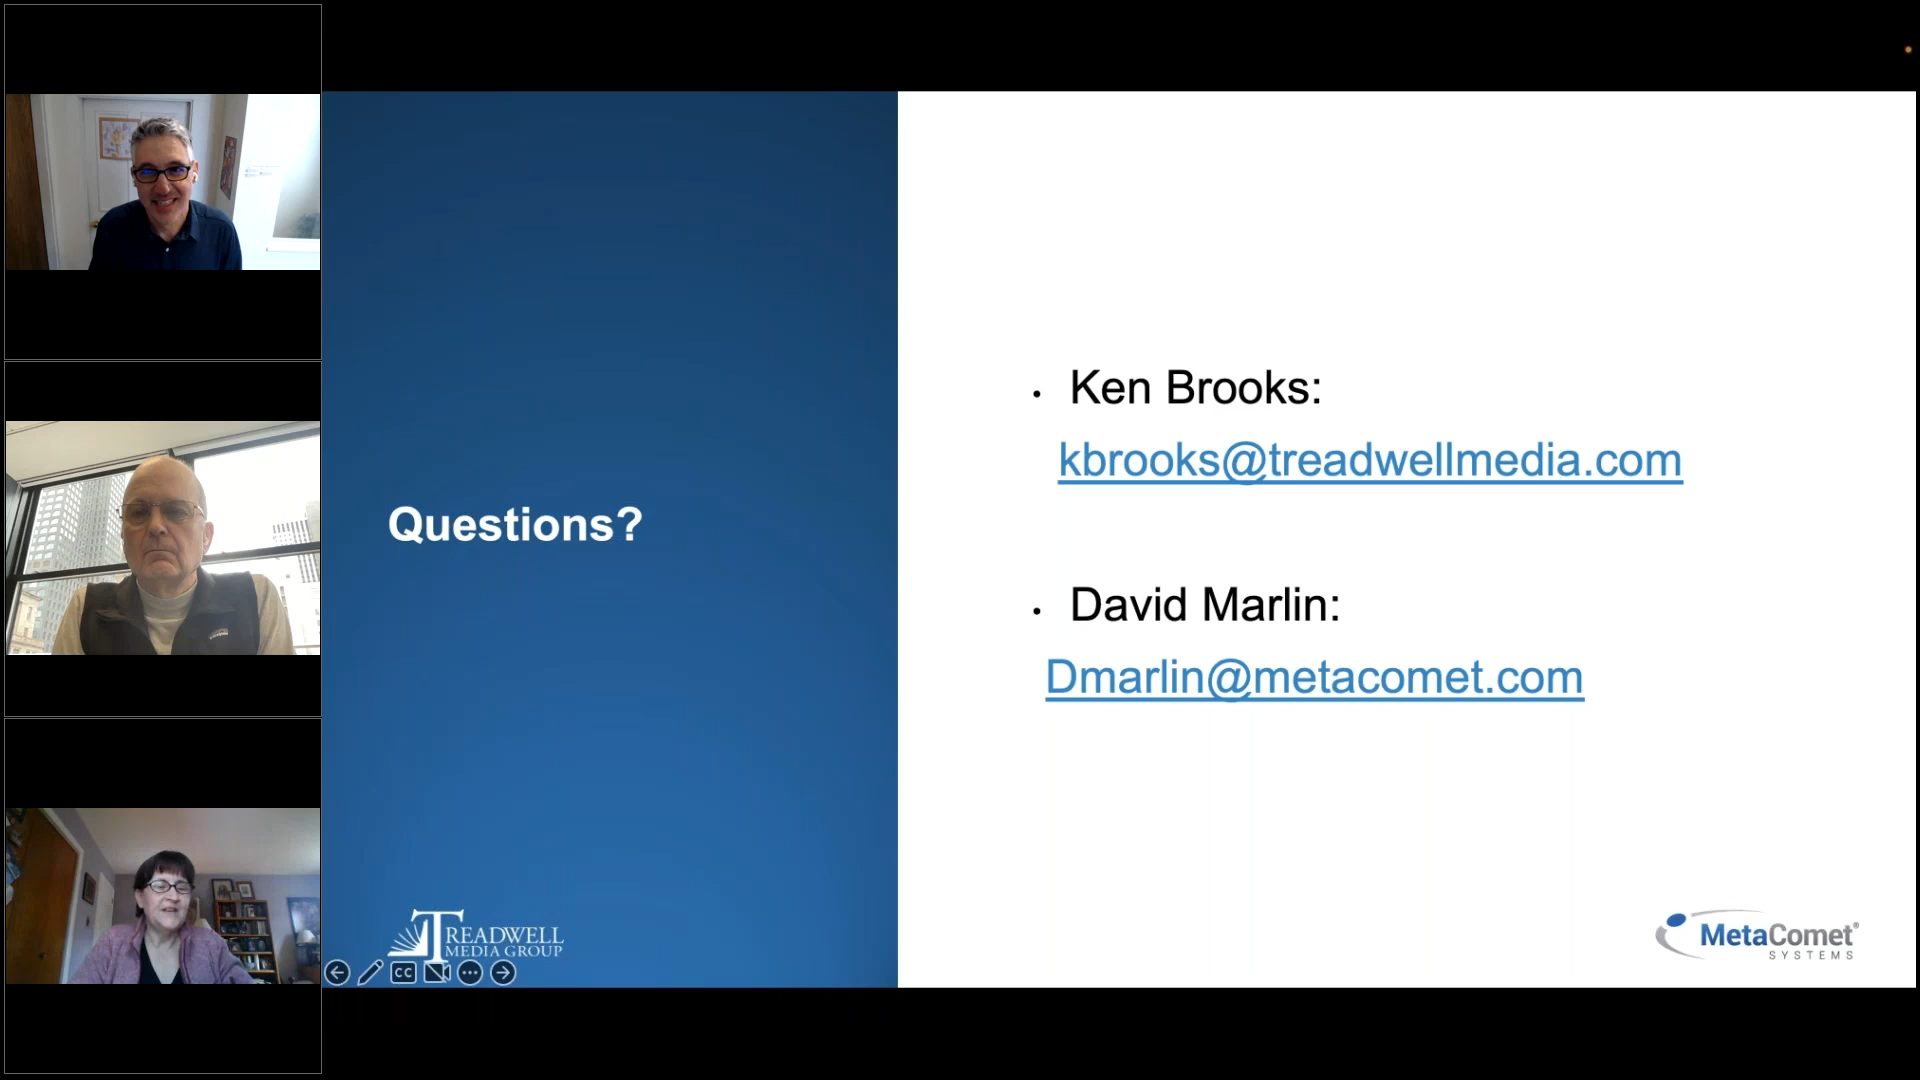 Questions?
• Ken Brooks:
kbrooks@treadwellmedia.com
• David Marlin:
Dmarlin@metacomet.com
TREADWELL
MEDIA GROUP
CC
MetaComet®
SYSTEMS